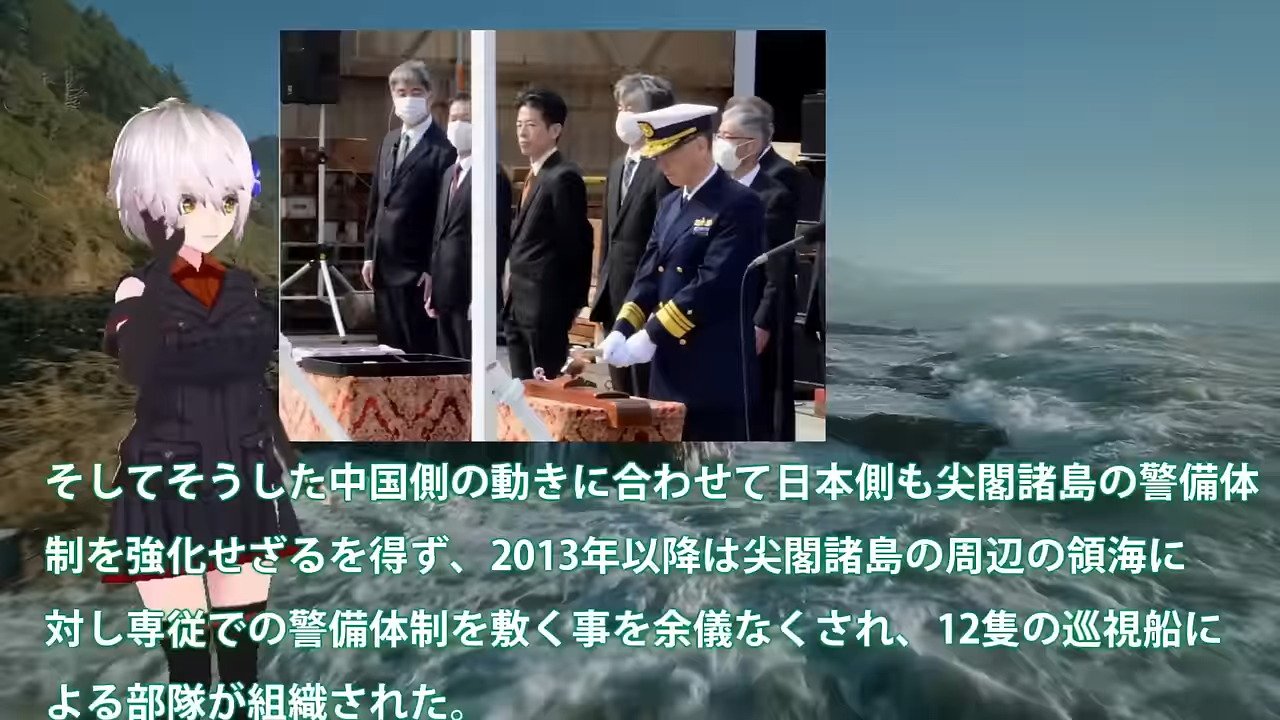 そしてそうした中国側の動きに合わせて日本側も尖閣諸島の警備体
制を強化せざるを得ず、2013年以降は尖閣諸島の周辺の領海に
対し専従での警備体制を敷く事を余儀なくされ、12隻の巡視船に
よる部隊が組織された。